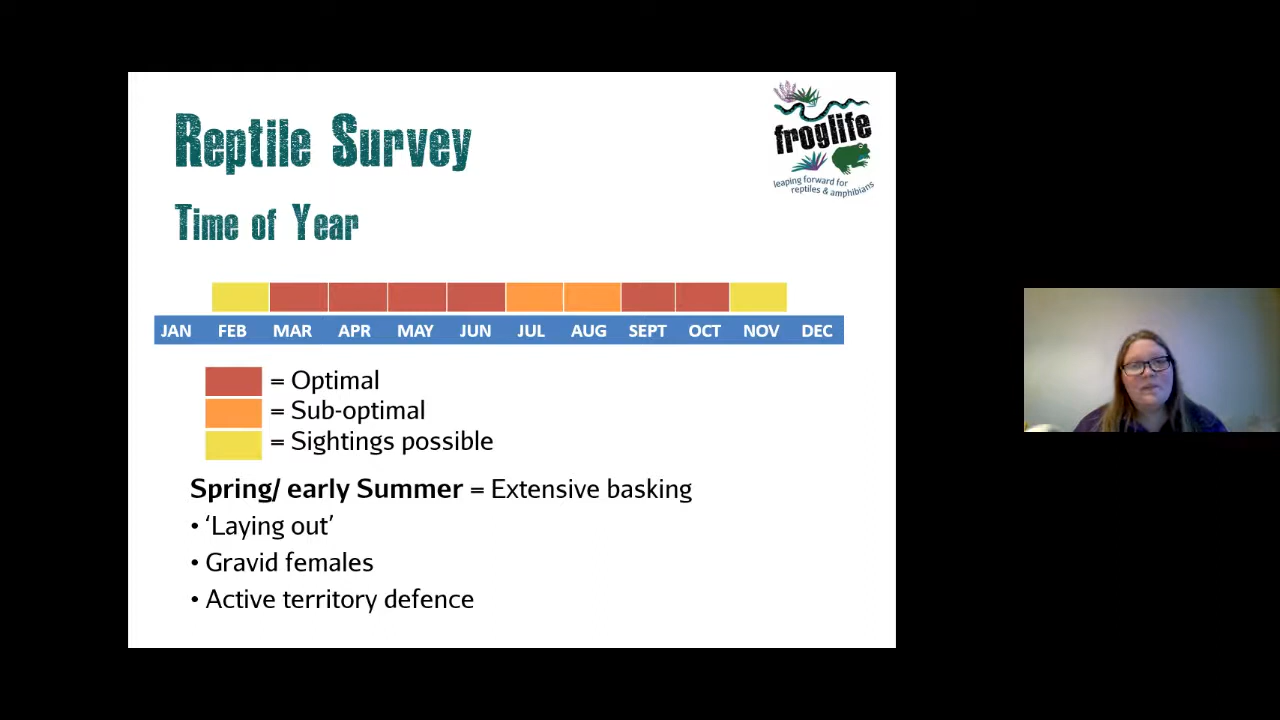 Reptile Survey
froglife
leaping forward for
reptiles & amphibians
Time of Year
JAN FEB MAR APR MAY JUN JUL AUG SEPT OCT NOV DEC
= Optimal
= Sub-optimal
= Sightings possible
Spring/ early Summer = Extensive basking
• ‘Laying out’
• Gravid females
• Active territory defence